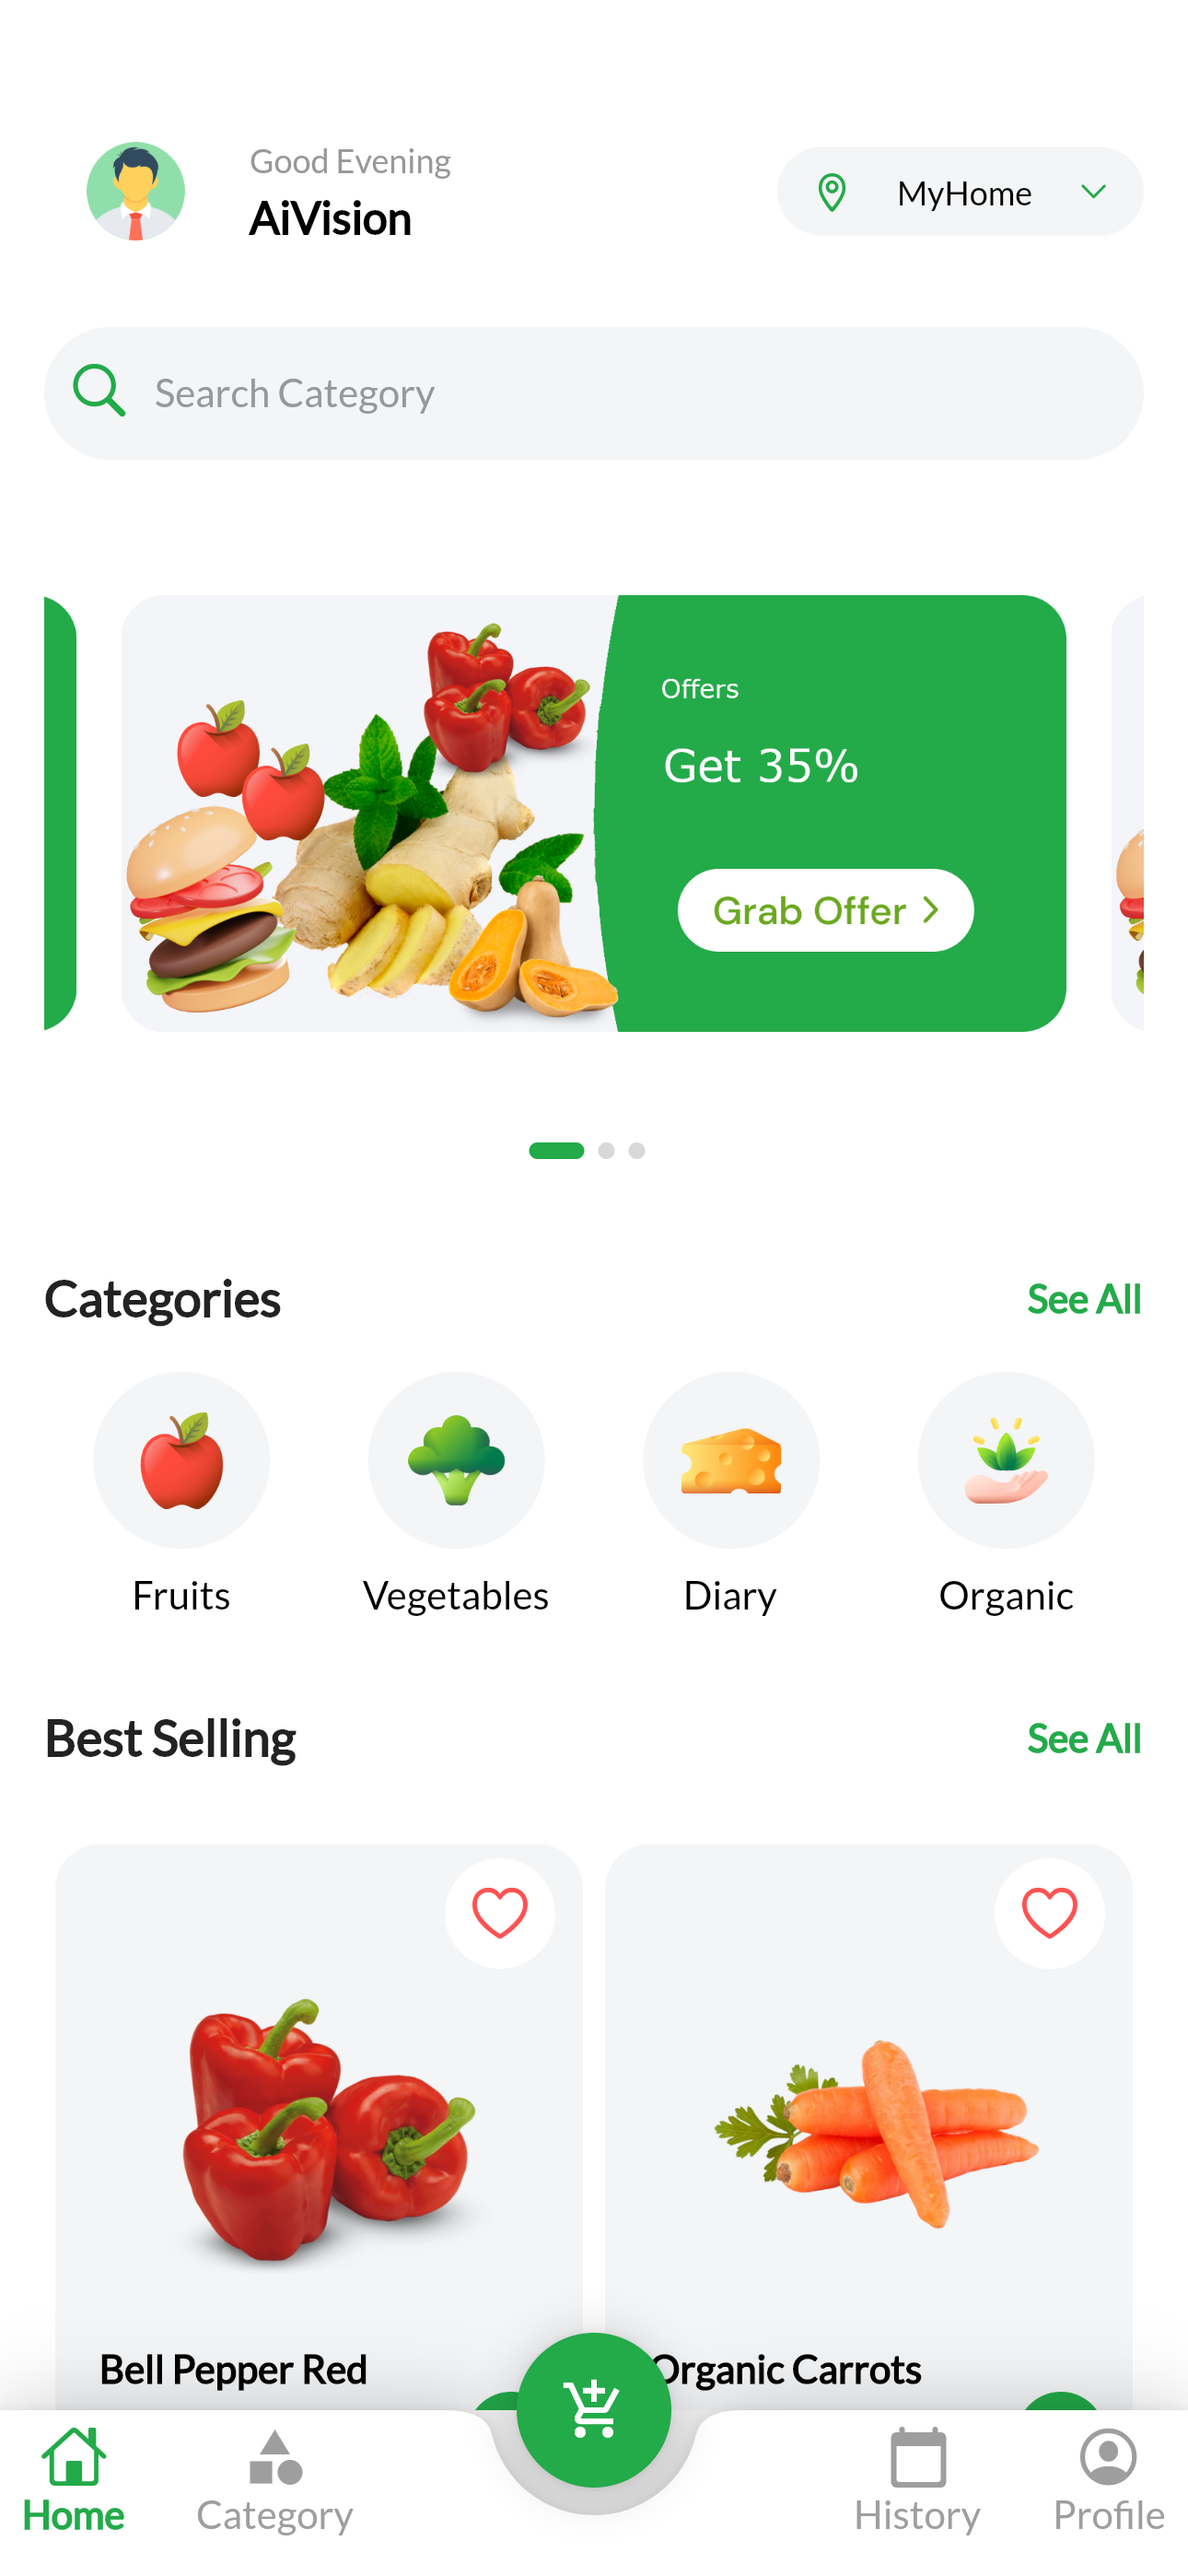 Good Evening
AiVision
MyHome
Search Category
Offers
Get 35%
Grab Offer
Categories
See All
Fruits
Vegetables
Diary
Organic
Best Selling
See All
Bell Pepper Red
Organic Carrots
Home
Category
History
Profile